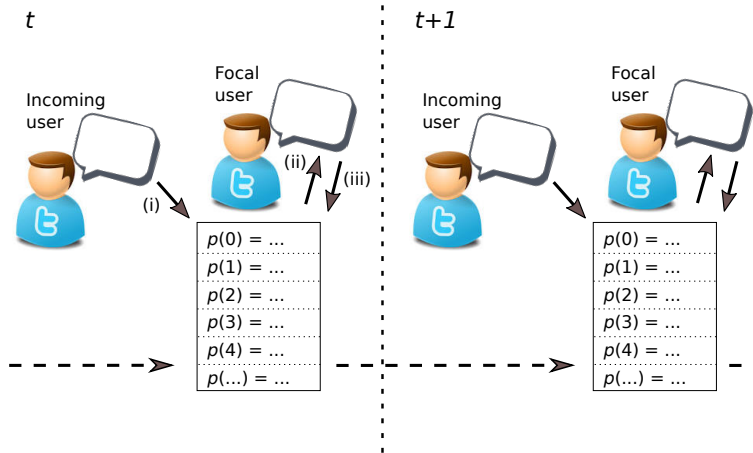 t
t+1
Incoming
user
Focal
user
(i)
(ii)
(iii)
p(0) = ...
p(1) = ...
p(2) = ...
p(3) = ...
p(4) = ...
p(...) = ...
Incoming
user
Focal
user
p(0) = ...
p(1) = ...
p(2) = ...
p(3) = ...
p(4) = ...
p(...) = ...